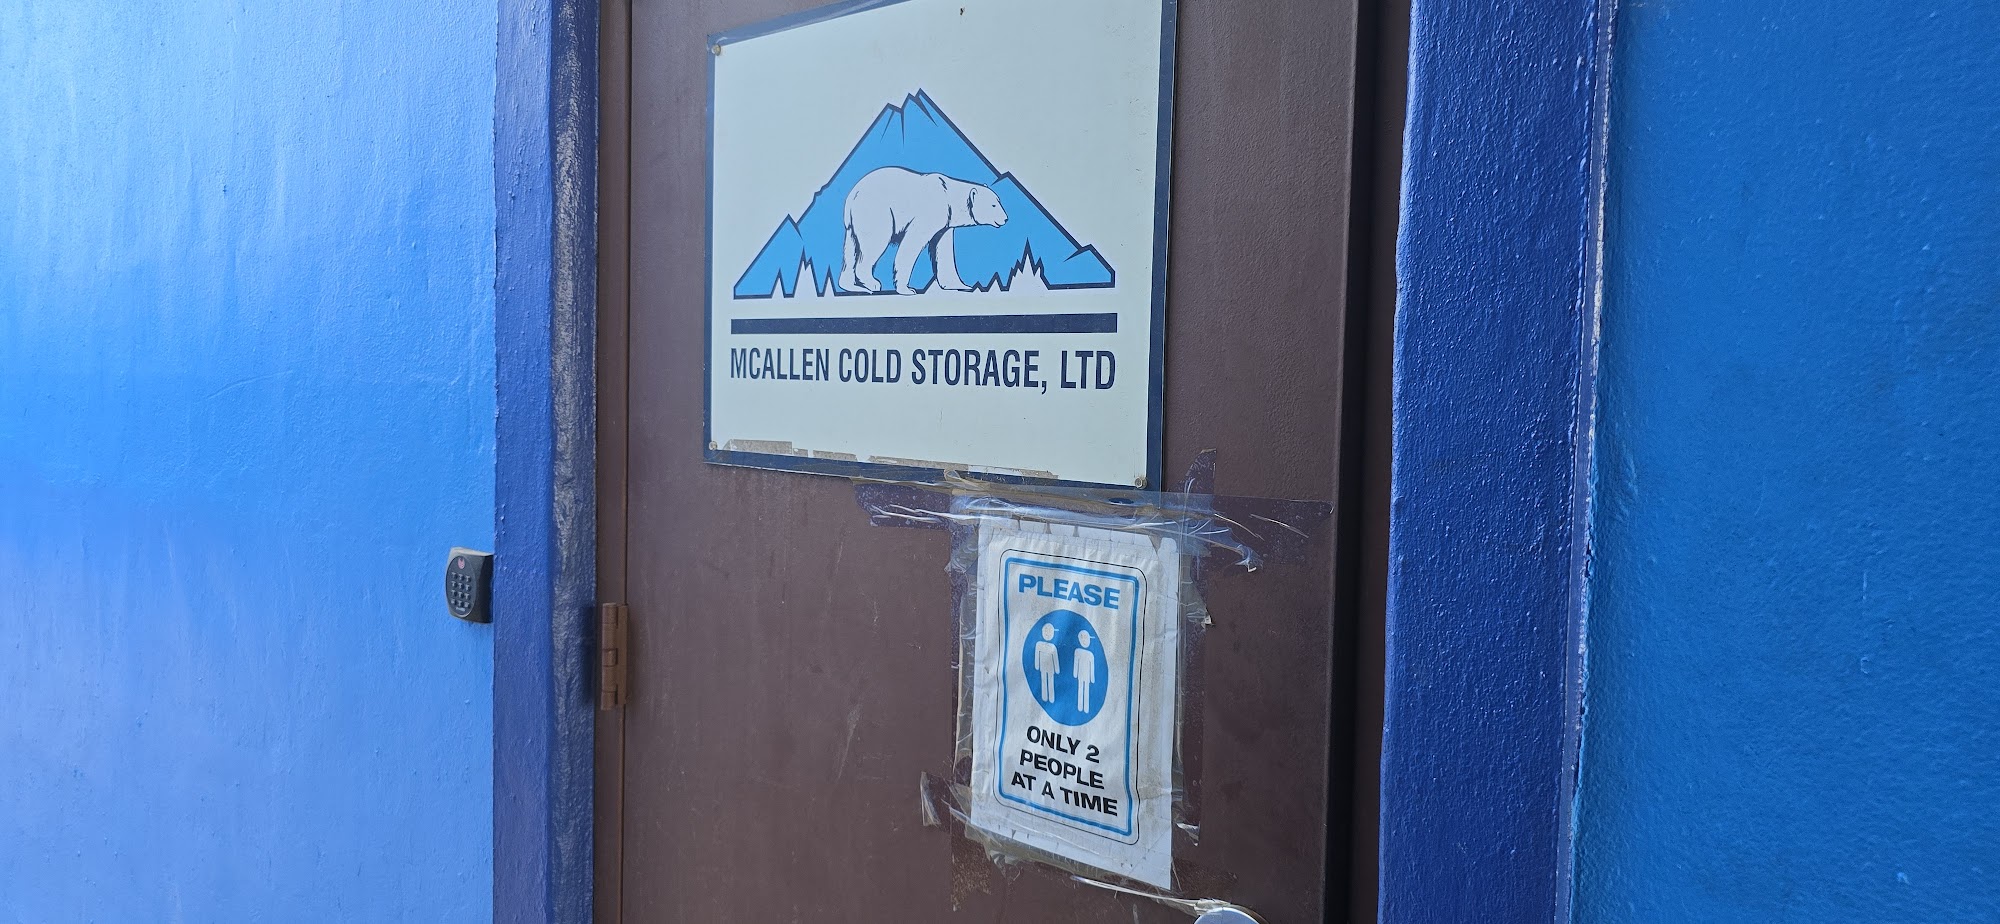 MCALLEN COLD STORAGE, LTD
PLEASE
ONLY 2
PEOPLE
AT A TIME